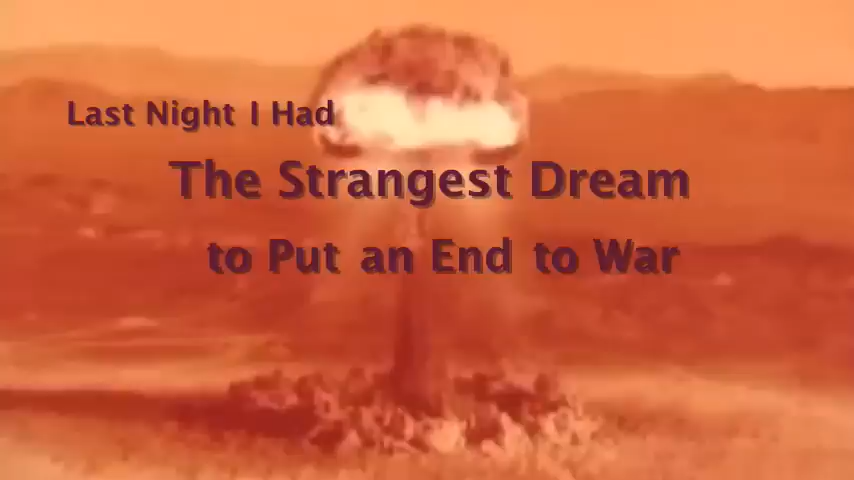 Last Night I Had
The Strangest Dream
to Put an End to War